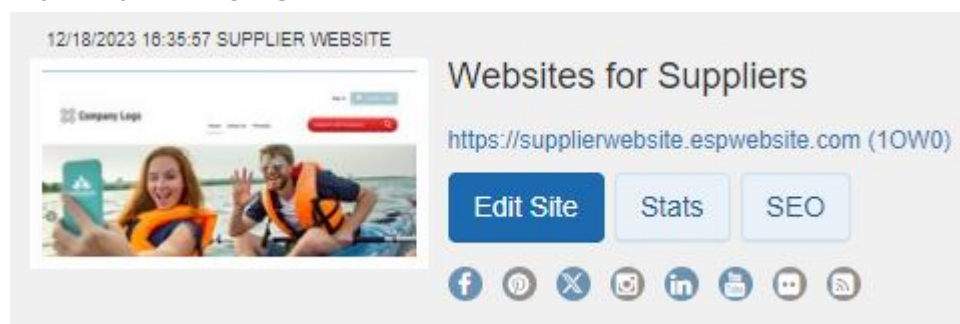 12/18/2023 16:35:57 SUPPLIER WEBSITE
Company Logo
Websites for Suppliers
https://supplierwebsite.espwebsite.com (1OW0)
Edit Site
Stats
SEO